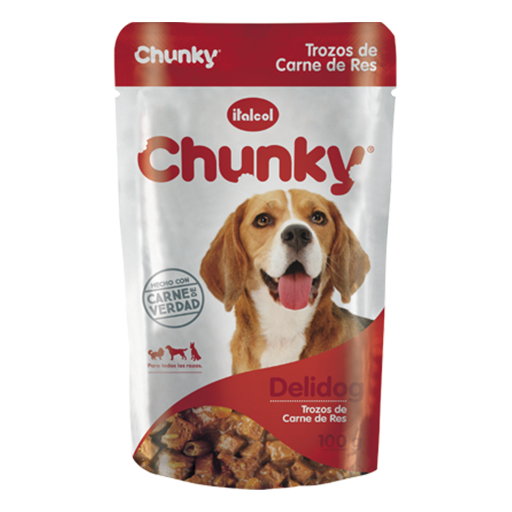 Chunky®
Trozos de
Carne de Res
italcol
Chunky®
HECHO CON
CARNE DE
VERDAD
Para todas las razas.
Delidog
Trozos de
Carne de Res
100 g